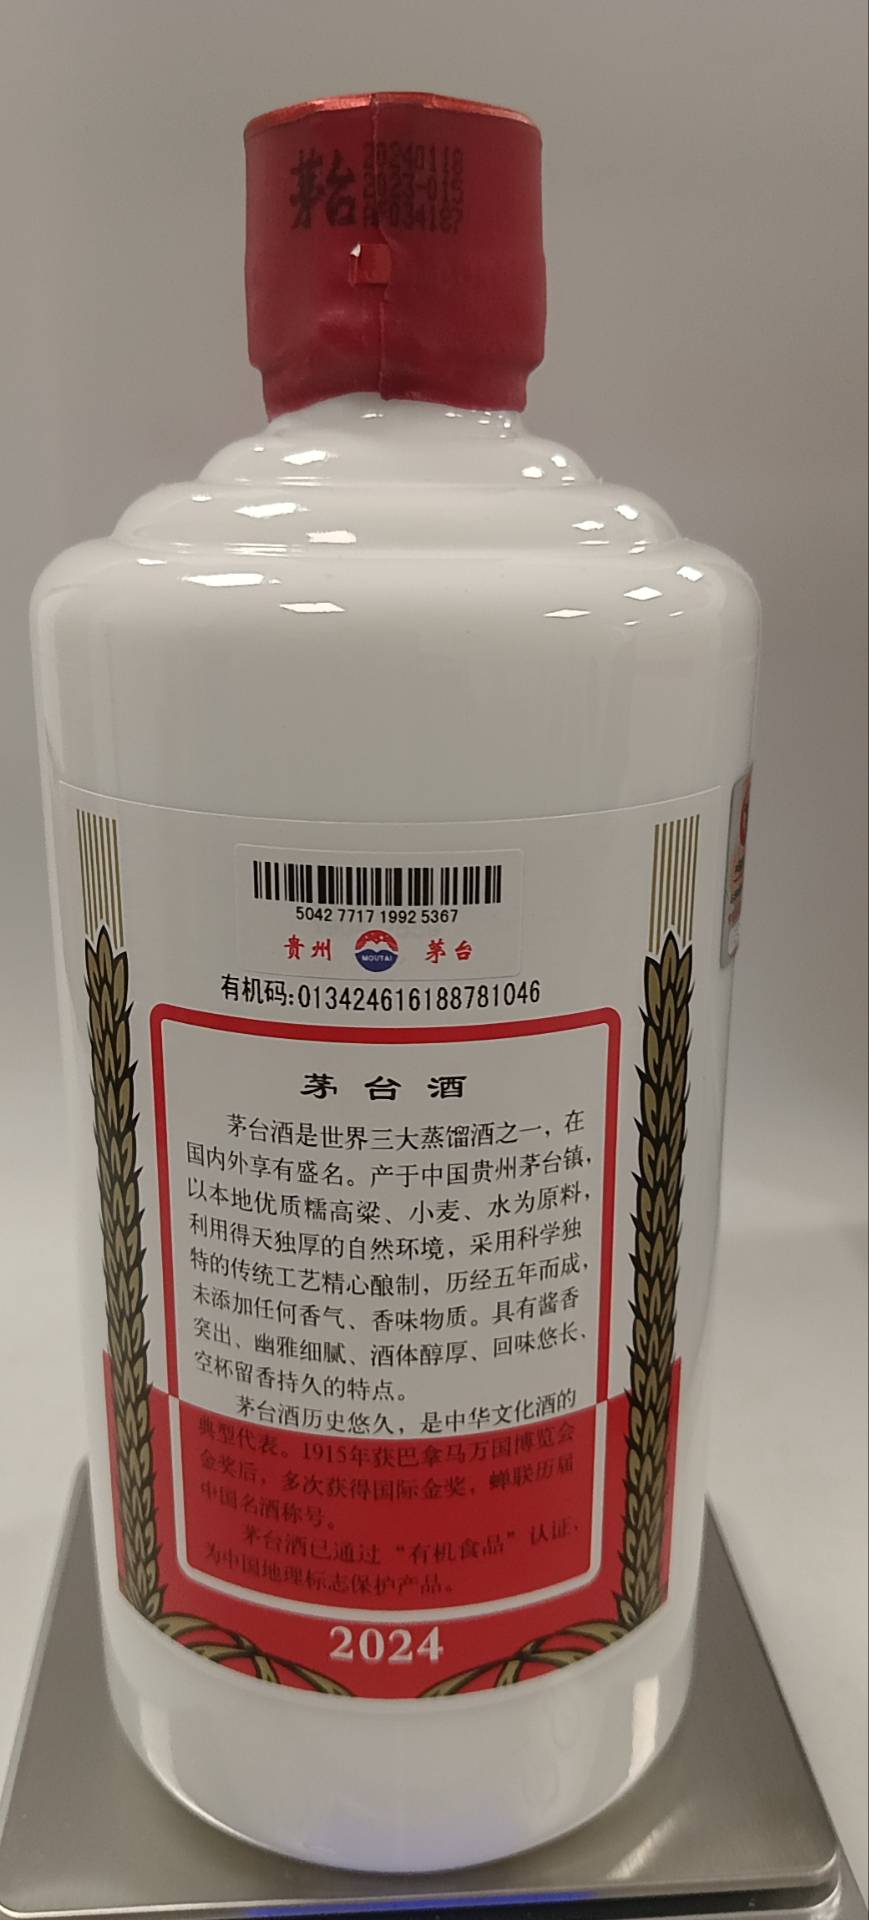 茅台
20240118
2023-015
034187
5042 7717 1992 5367
贵州 MOUTAI 茅台
有机码:013424616188781046
茅台酒
茅台酒是世界三大蒸馏酒之一，在
国内外享有盛名。产于中国贵州茅台镇，
以本地优质糯高粱、小麦、水为原料，
利用得天独厚的自然环境，采用科学独
特的传统工艺精心酿制，历经五年而成，
未添加任何香气、香味物质。具有酱香
突出、幽雅细腻、酒体醇厚、回味悠长、
空杯留香持久的特点。
茅台酒历史悠久，是中华文化酒的
典型代表。1915年获巴拿马万国博览会
金奖后，多次获得国际金奖，蝉联历届
中国名酒称号。
茅台酒已通过“有机食品”认证，
为中国地理标志保护产品。
2024